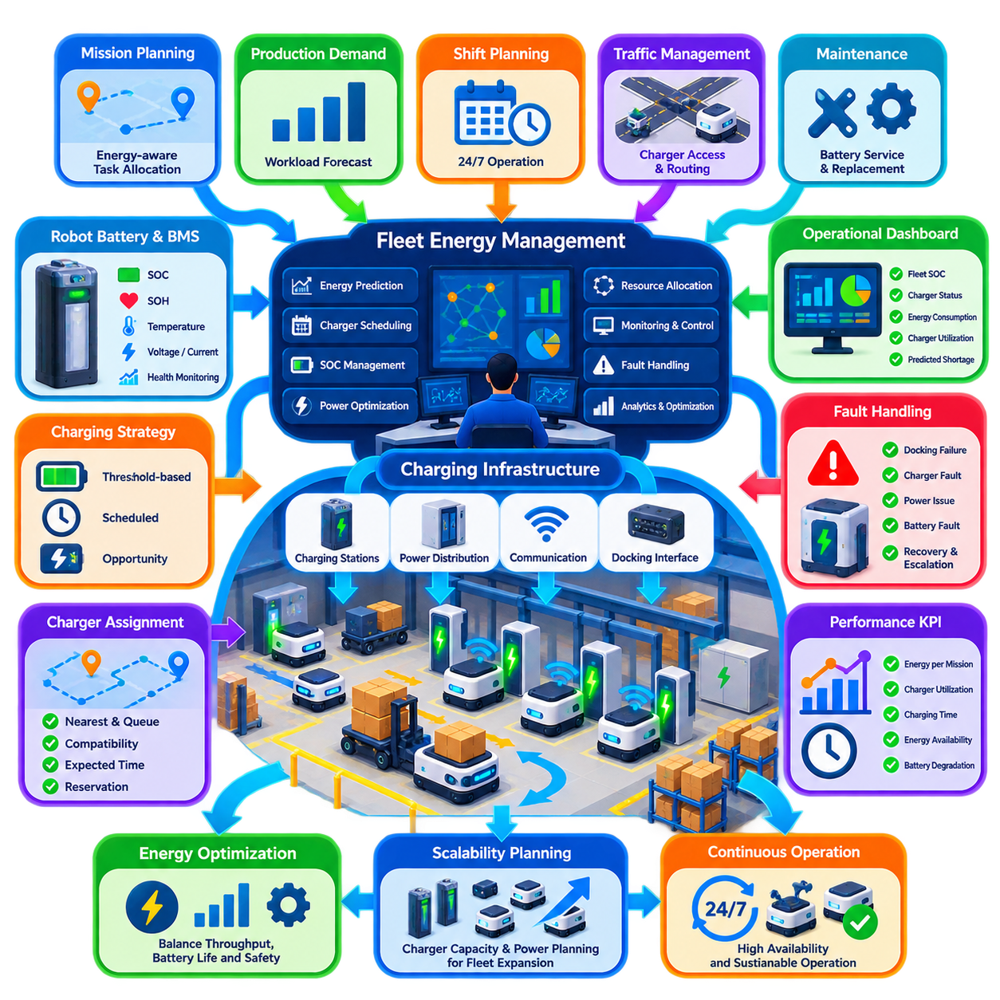 Mission Planning
Energy-aware
Task Allocation
Production Demand
Workload Forecast
Shift Planning
24/7 Operation
Traffic Management
Charger Access
& Routing
Maintenance
Battery Service
& Replacement
Robot Battery & BMS
SOC
SOH
Temperature
Voltage / Current
Health Monitoring
Fleet Energy Management
Energy Prediction
Charger Scheduling
SOC Management
Power Optimization
Resource Allocation
Monitoring & Control
Fault Handling
Analytics & Optimization
Operational Dashboard
Fleet SOC
Charger Status
Energy Consumption
Charger Utilization
Predicted Shortage
Charging Strategy
Threshold-based
Scheduled
Opportunity
Charging Infrastructure
Charging Stations
Power Distribution
Communication
Docking Interface
Fault Handling
Docking Failure
Charger Fault
Power Issue
Battery Fault
Recovery &
Escalation
Charger Assignment
Nearest & Queue
Compatibility
Expected Time
Reservation
Performance KPI
Energy per Mission
Charger Utilization
Charging Time
Energy Availability
Battery Degradation
Energy Optimization
Balance Throughput,
Battery Life and Safety
Scalability Planning
Charger Capacity & Power Planning
for Fleet Expansion
Continuous Operation
24/7
High Availability
and Sustianable Operation